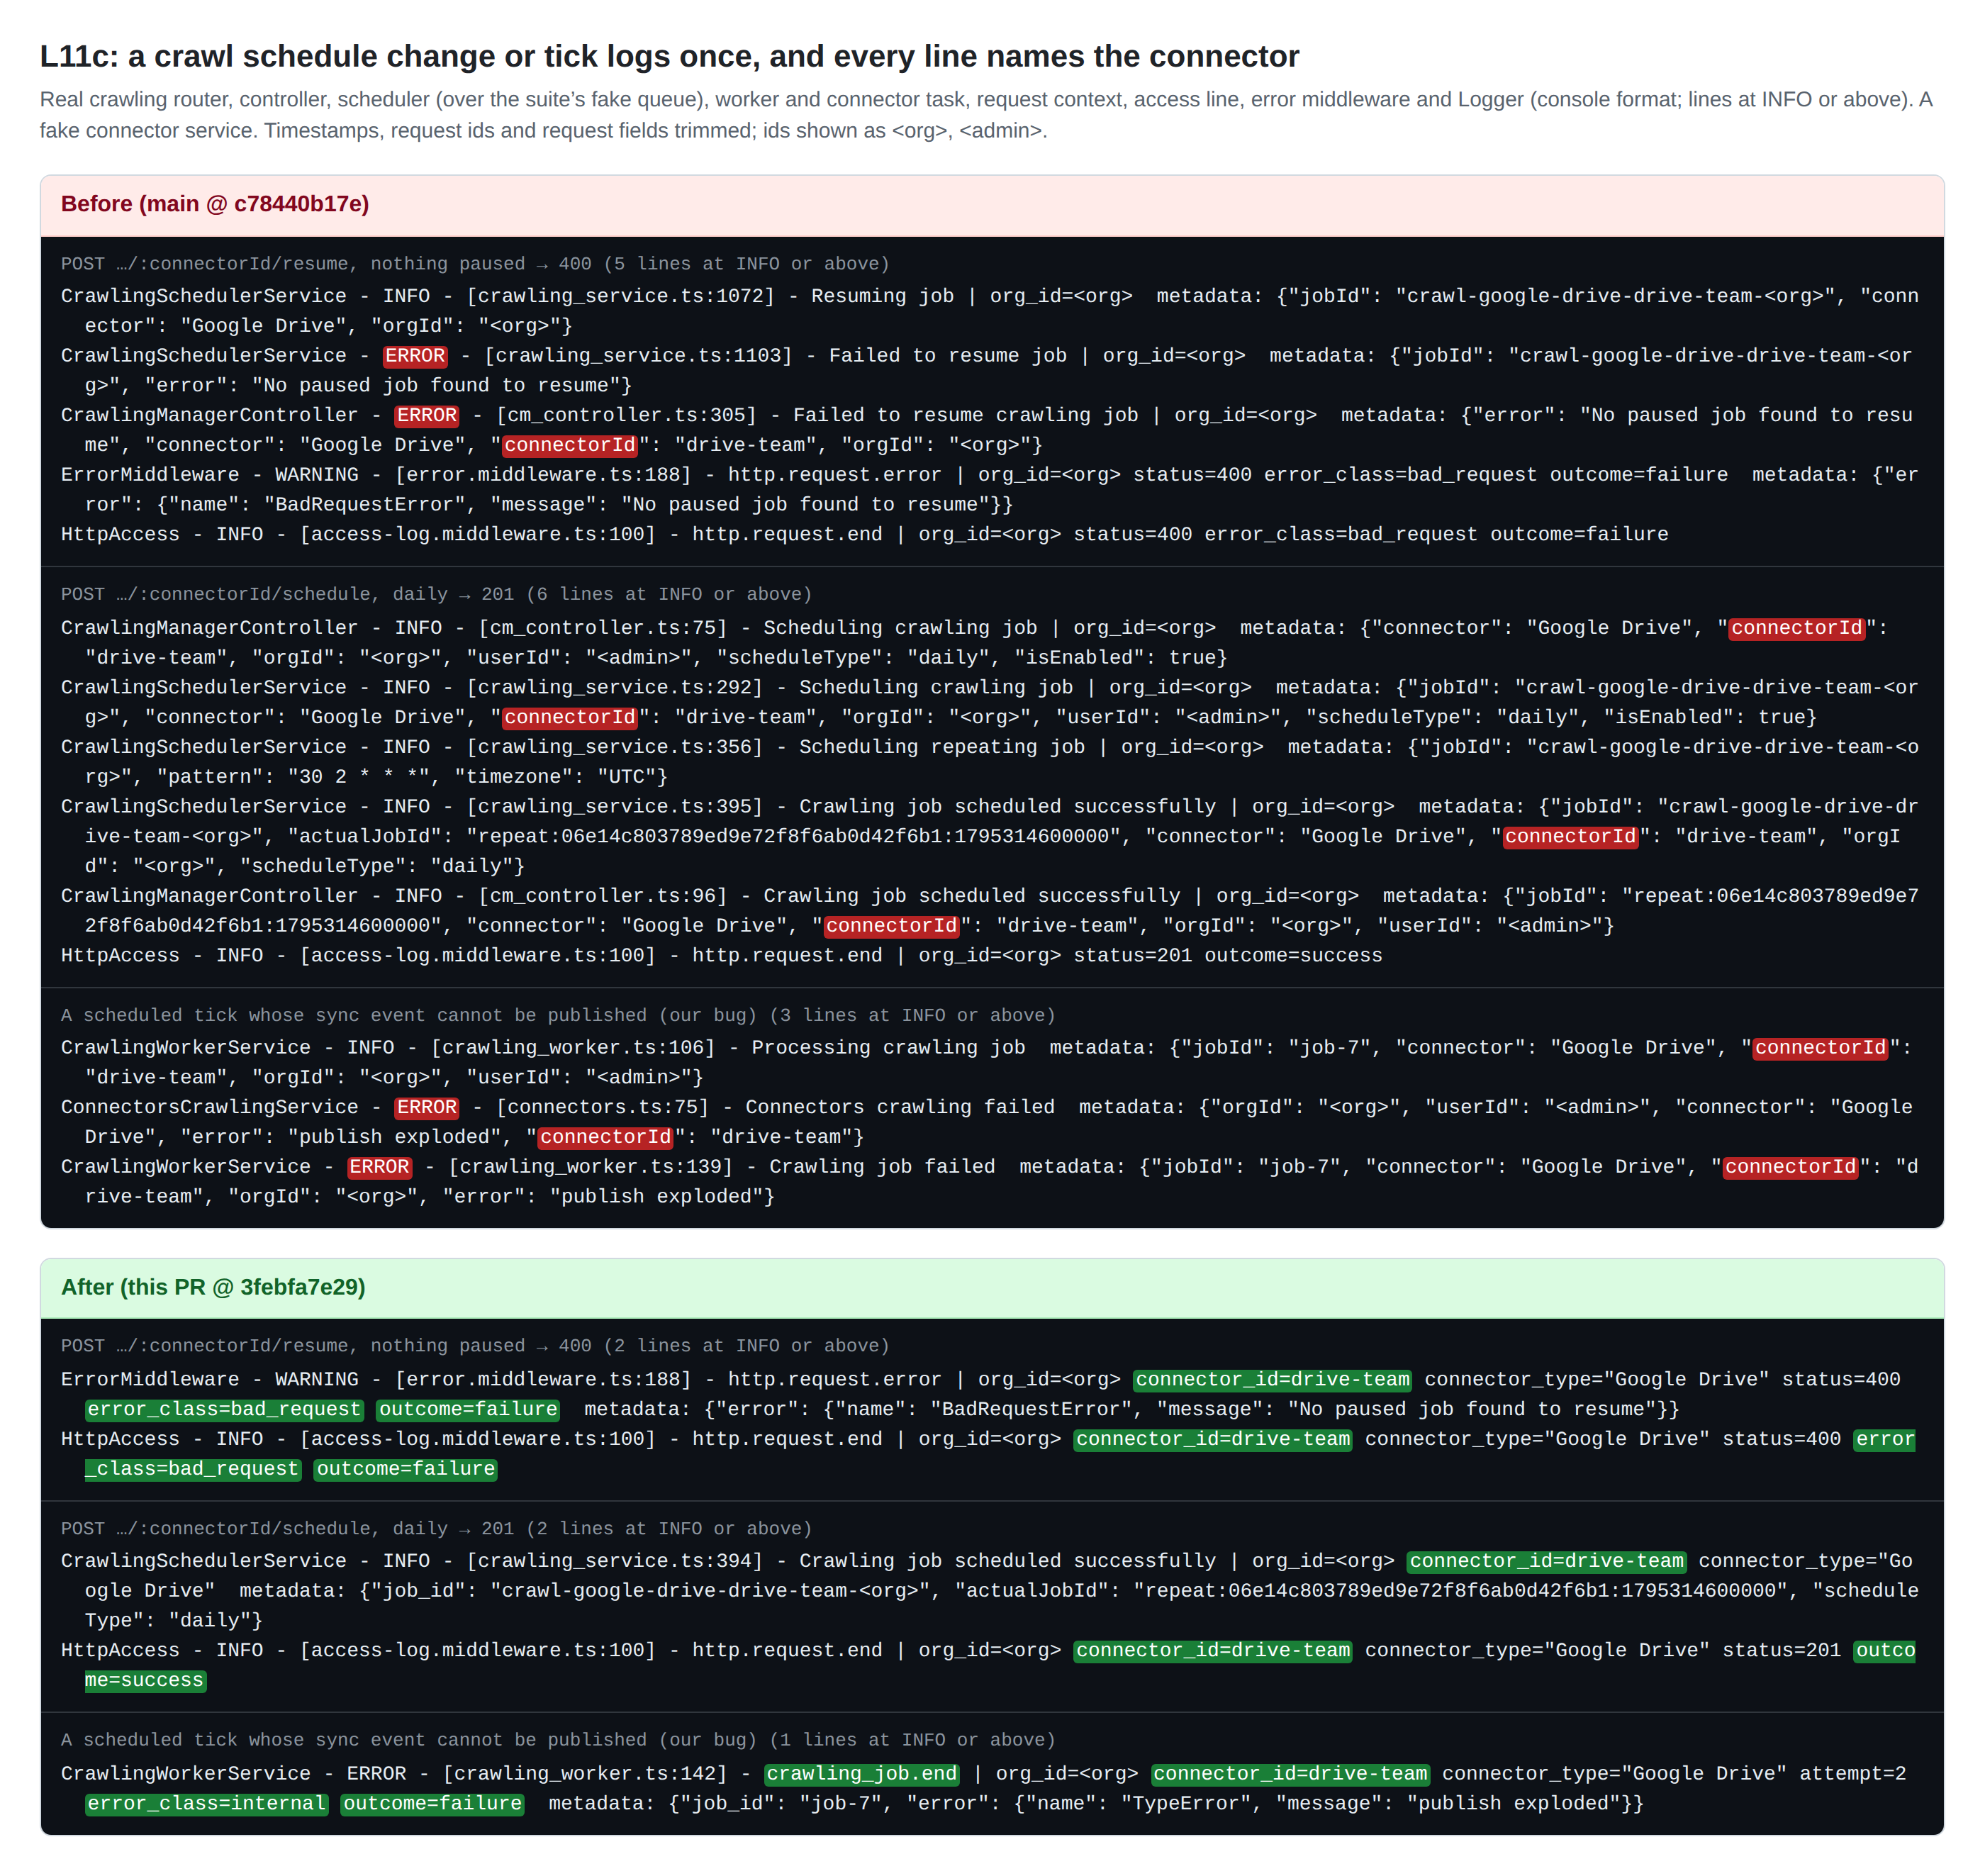 L11c: a crawl schedule change or tick logs once, and every line names the connector
Real crawling router, controller, scheduler (over the suite’s fake queue), worker and connector task, request context, access line, error middleware and Logger (console format; lines at INFO or above). A
fake connector service. Timestamps, request ids and request fields trimmed; ids shown as <org>, <admin>.
Before (main @ c78440b17e)
POST …/:connectorId/resume, nothing paused → 400 (5 lines at INFO or above)
CrawlingSchedulerService - INFO - [crawling_service.ts:1072] - Resuming job | org_id=<org>  metadata: {"jobId": "crawl-google-drive-drive-team-<org>", "conn
ector": "Google Drive", "orgId": "<org>"}
CrawlingSchedulerService - ERROR - [crawling_service.ts:1103] - Failed to resume job | org_id=<org>  metadata: {"jobId": "crawl-google-drive-drive-team-<or
g>", "error": "No paused job found to resume"}
CrawlingManagerController - ERROR - [cm_controller.ts:305] - Failed to resume crawling job | org_id=<org>  metadata: {"error": "No paused job found to resu
me", "connector": "Google Drive", "connectorId": "drive-team", "orgId": "<org>"}
ErrorMiddleware - WARNING - [error.middleware.ts:188] - http.request.error | org_id=<org> status=400 error_class=bad_request outcome=failure  metadata: {"er
ror": {"name": "BadRequestError", "message": "No paused job found to resume"}}
HttpAccess - INFO - [access-log.middleware.ts:100] - http.request.end | org_id=<org> status=400 error_class=bad_request outcome=failure
POST …/:connectorId/schedule, daily → 201 (6 lines at INFO or above)
CrawlingManagerController - INFO - [cm_controller.ts:75] - Scheduling crawling job | org_id=<org>  metadata: {"connector": "Google Drive", "connectorId":
"drive-team", "orgId": "<org>", "userId": "<admin>", "scheduleType": "daily", "isEnabled": true}
CrawlingSchedulerService - INFO - [crawling_service.ts:292] - Scheduling crawling job | org_id=<org>  metadata: {"jobId": "crawl-google-drive-drive-team-<or
g>", "connector": "Google Drive", "connectorId": "drive-team", "orgId": "<org>", "userId": "<admin>", "scheduleType": "daily", "isEnabled": true}
CrawlingSchedulerService - INFO - [crawling_service.ts:356] - Scheduling repeating job | org_id=<org>  metadata: {"jobId": "crawl-google-drive-drive-team-<o
rg>", "pattern": "30 2 * * *", "timezone": "UTC"}
CrawlingSchedulerService - INFO - [crawling_service.ts:395] - Crawling job scheduled successfully | org_id=<org>  metadata: {"jobId": "crawl-google-drive-dr
ive-team-<org>", "actualJobId": "repeat:06e14c803789ed9e72f8f6ab0d42f6b1:1795314600000", "connector": "Google Drive", "connectorId": "drive-team", "orgI
d": "<org>", "scheduleType": "daily"}
CrawlingManagerController - INFO - [cm_controller.ts:96] - Crawling job scheduled successfully | org_id=<org>  metadata: {"jobId": "repeat:06e14c803789ed9e7
2f8f6ab0d42f6b1:1795314600000", "connector": "Google Drive", "connectorId": "drive-team", "orgId": "<org>", "userId": "<admin>"}
HttpAccess - INFO - [access-log.middleware.ts:100] - http.request.end | org_id=<org> status=201 outcome=success
A scheduled tick whose sync event cannot be published (our bug) (3 lines at INFO or above)
CrawlingWorkerService - INFO - [crawling_worker.ts:106] - Processing crawling job  metadata: {"jobId": "job-7", "connector": "Google Drive", "connectorId":
"drive-team", "orgId": "<org>", "userId": "<admin>"}
ConnectorsCrawlingService - ERROR - [connectors.ts:75] - Connectors crawling failed  metadata: {"orgId": "<org>", "userId": "<admin>", "connector": "Google
Drive", "error": "publish exploded", "connectorId": "drive-team"}
CrawlingWorkerService - ERROR - [crawling_worker.ts:139] - Crawling job failed  metadata: {"jobId": "job-7", "connector": "Google Drive", "connectorId": "d
rive-team", "orgId": "<org>", "error": "publish exploded"}
After (this PR @ 3febfa7e29)
POST …/:connectorId/resume, nothing paused → 400 (2 lines at INFO or above)
ErrorMiddleware - WARNING - [error.middleware.ts:188] - http.request.error | org_id=<org> connector_id=drive-team connector_type="Google Drive" status=400
error_class=bad_request outcome=failure  metadata: {"error": {"name": "BadRequestError", "message": "No paused job found to resume"}}
HttpAccess - INFO - [access-log.middleware.ts:100] - http.request.end | org_id=<org> connector_id=drive-team connector_type="Google Drive" status=400 error
_class=bad_request outcome=failure
POST …/:connectorId/schedule, daily → 201 (2 lines at INFO or above)
CrawlingSchedulerService - INFO - [crawling_service.ts:394] - Crawling job scheduled successfully | org_id=<org> connector_id=drive-team connector_type="Go
ogle Drive"  metadata: {"job_id": "crawl-google-drive-drive-team-<org>", "actualJobId": "repeat:06e14c803789ed9e72f8f6ab0d42f6b1:1795314600000", "schedule
Type": "daily"}
HttpAccess - INFO - [access-log.middleware.ts:100] - http.request.end | org_id=<org> connector_id=drive-team connector_type="Google Drive" status=201 outco
me=success
A scheduled tick whose sync event cannot be published (our bug) (1 lines at INFO or above)
CrawlingWorkerService - ERROR - [crawling_worker.ts:142] - crawling_job.end | org_id=<org> connector_id=drive-team connector_type="Google Drive" attempt=2
error_class=internal outcome=failure  metadata: {"job_id": "job-7", "error": {"name": "TypeError", "message": "publish exploded"}}